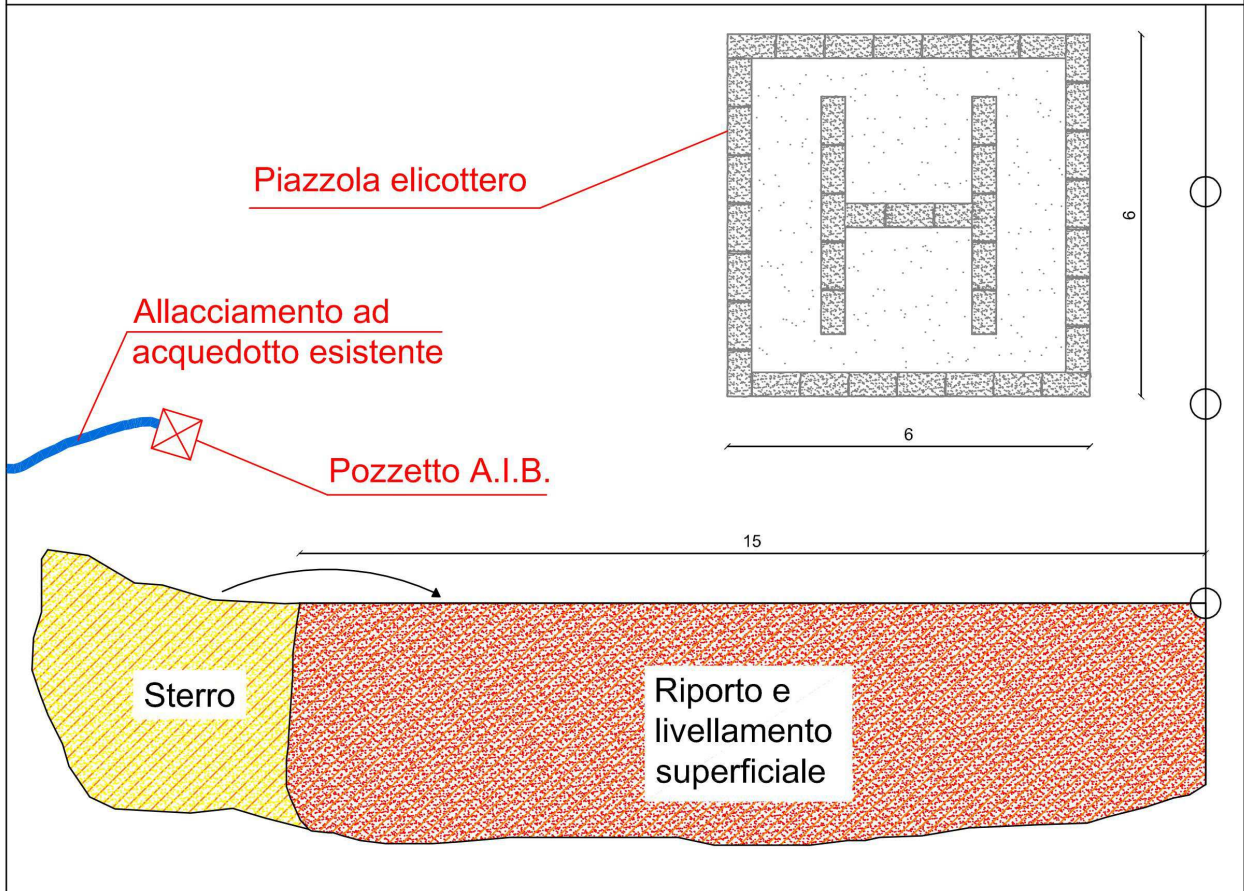 Piazzola elicottero
6
Allacciamento ad
acquedotto esistente
6
Pozzetto A.I.B.
15
Sterro
Riporto e
livellamento
superficiale